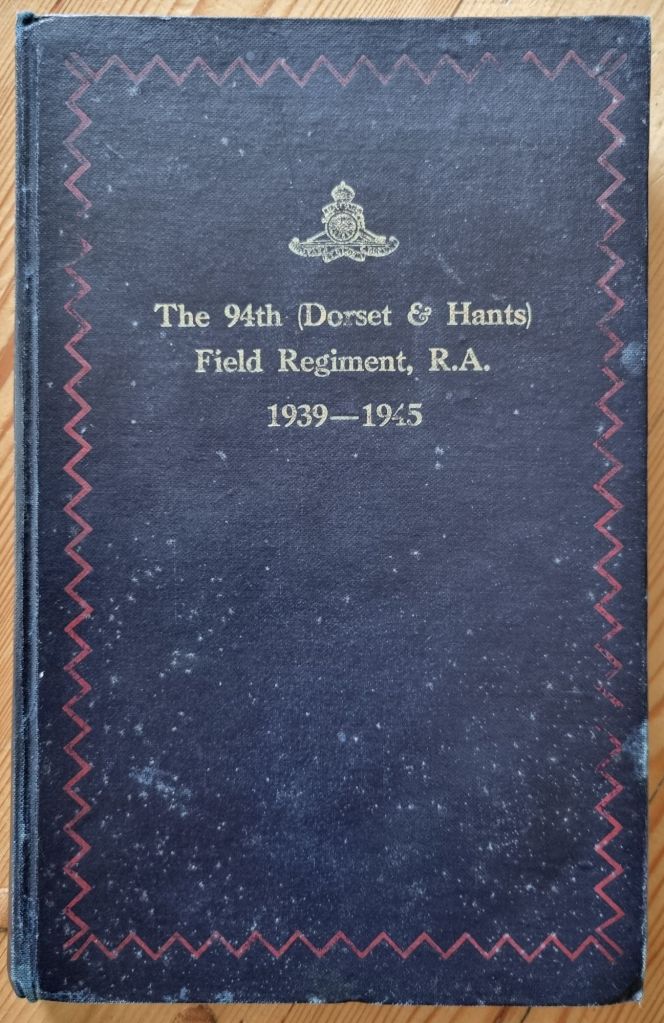 The 94th (Dorset & Hants)
Field Regiment, R.A.
1939—1945